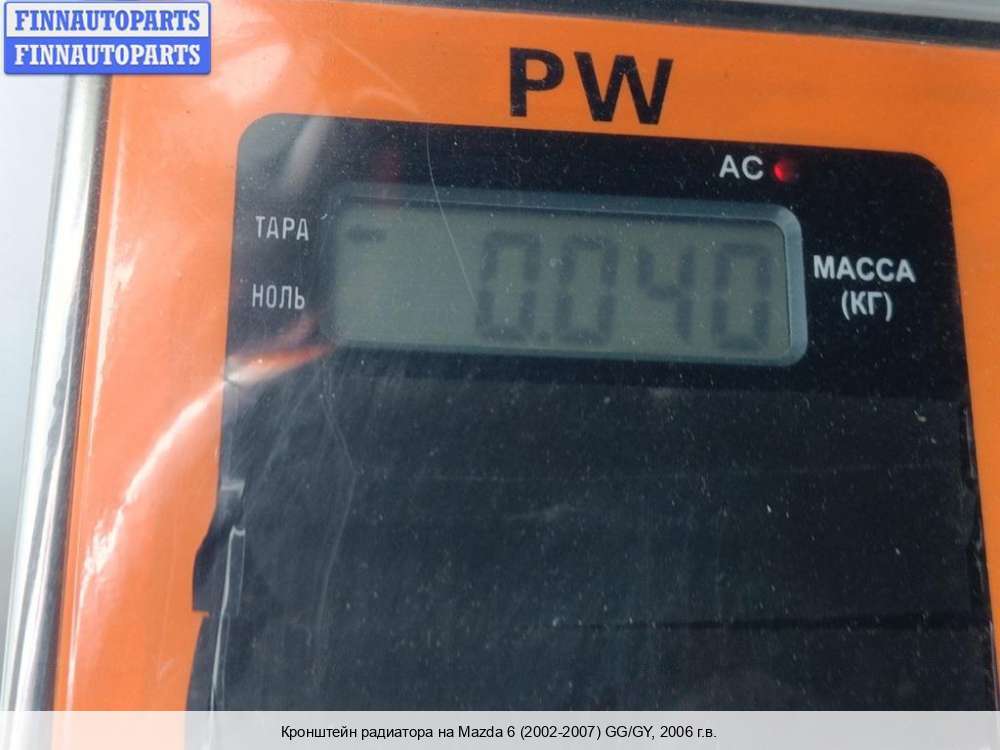 FINNAUTOPARTS
FINNAUTOPARTS
PW
AC
ТАРА
НОЛЬ
0.040
МАССА
(КГ)
Кронштейн радиатора на Mazda 6 (2002-2007) GG/GY, 2006 г.в.